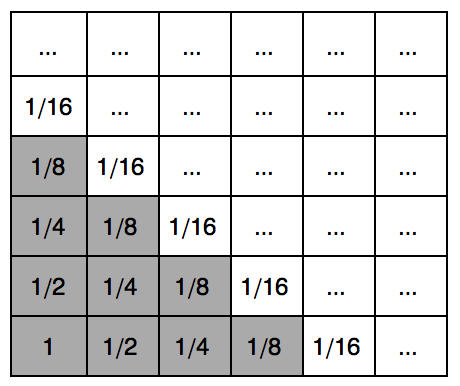 ... ... ... ... ... ...
1/16 ... ... ... ... ...
1/8 1/16 ... ... ... ...
1/4 1/8 1/16 ... ... ...
1/2 1/4 1/8 1/16 ... ...
1 1/2 1/4 1/8 1/16 ...